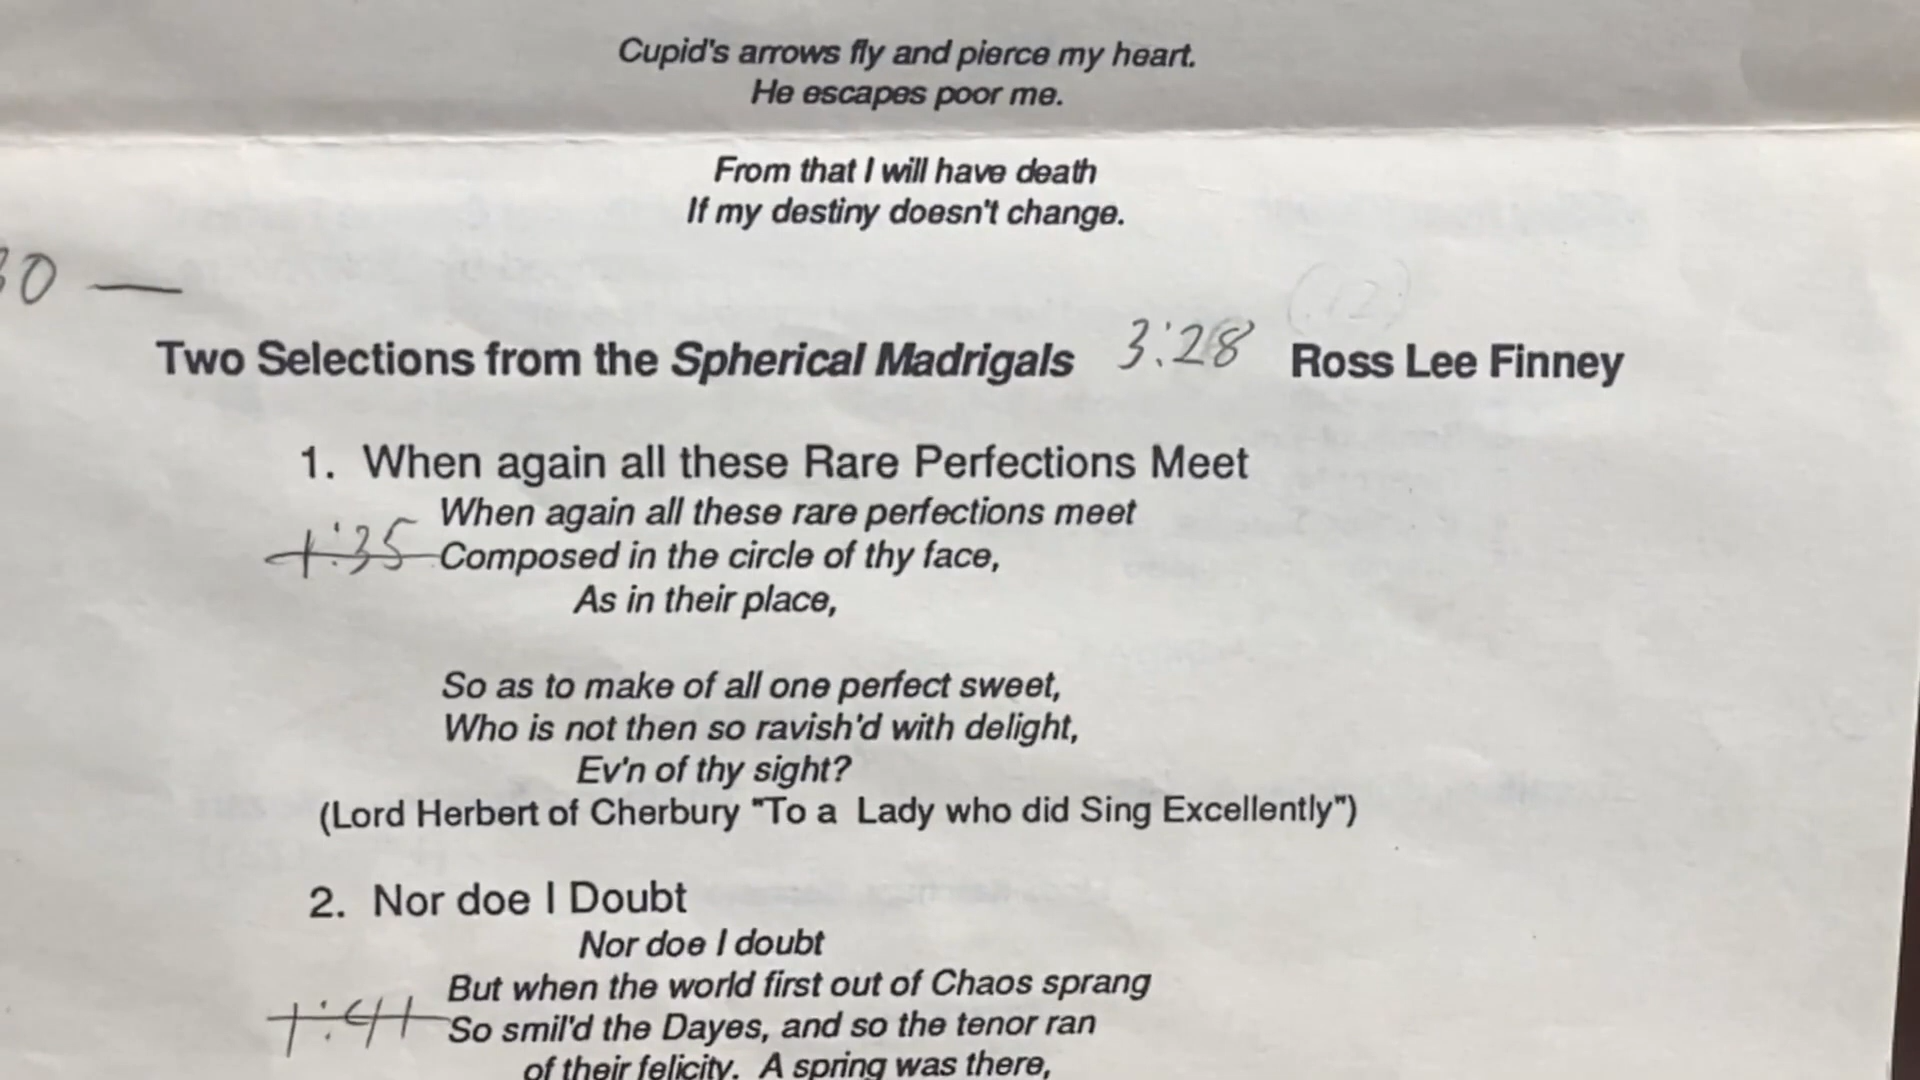 Cupid's arrows fly and pierce my heart.
He escapes poor me.
From that I will have death
If my destiny doesn't change.
30 —
(.12)
Two Selections from the Spherical Madrigals 3:28 Ross Lee Finney
1. When again all these Rare Perfections Meet
When again all these rare perfections meet
1:35 Composed in the circle of thy face,
As in their place,
So as to make of all one perfect sweet,
Who is not then so ravish'd with delight,
Ev'n of thy sight?
(Lord Herbert of Cherbury "To a Lady who did Sing Excellently")
2. Nor doe I Doubt
Nor doe I doubt
But when the world first out of Chaos sprang
1:41 So smil'd the Dayes, and so the tenor ran
of their felicity. A spring was there,